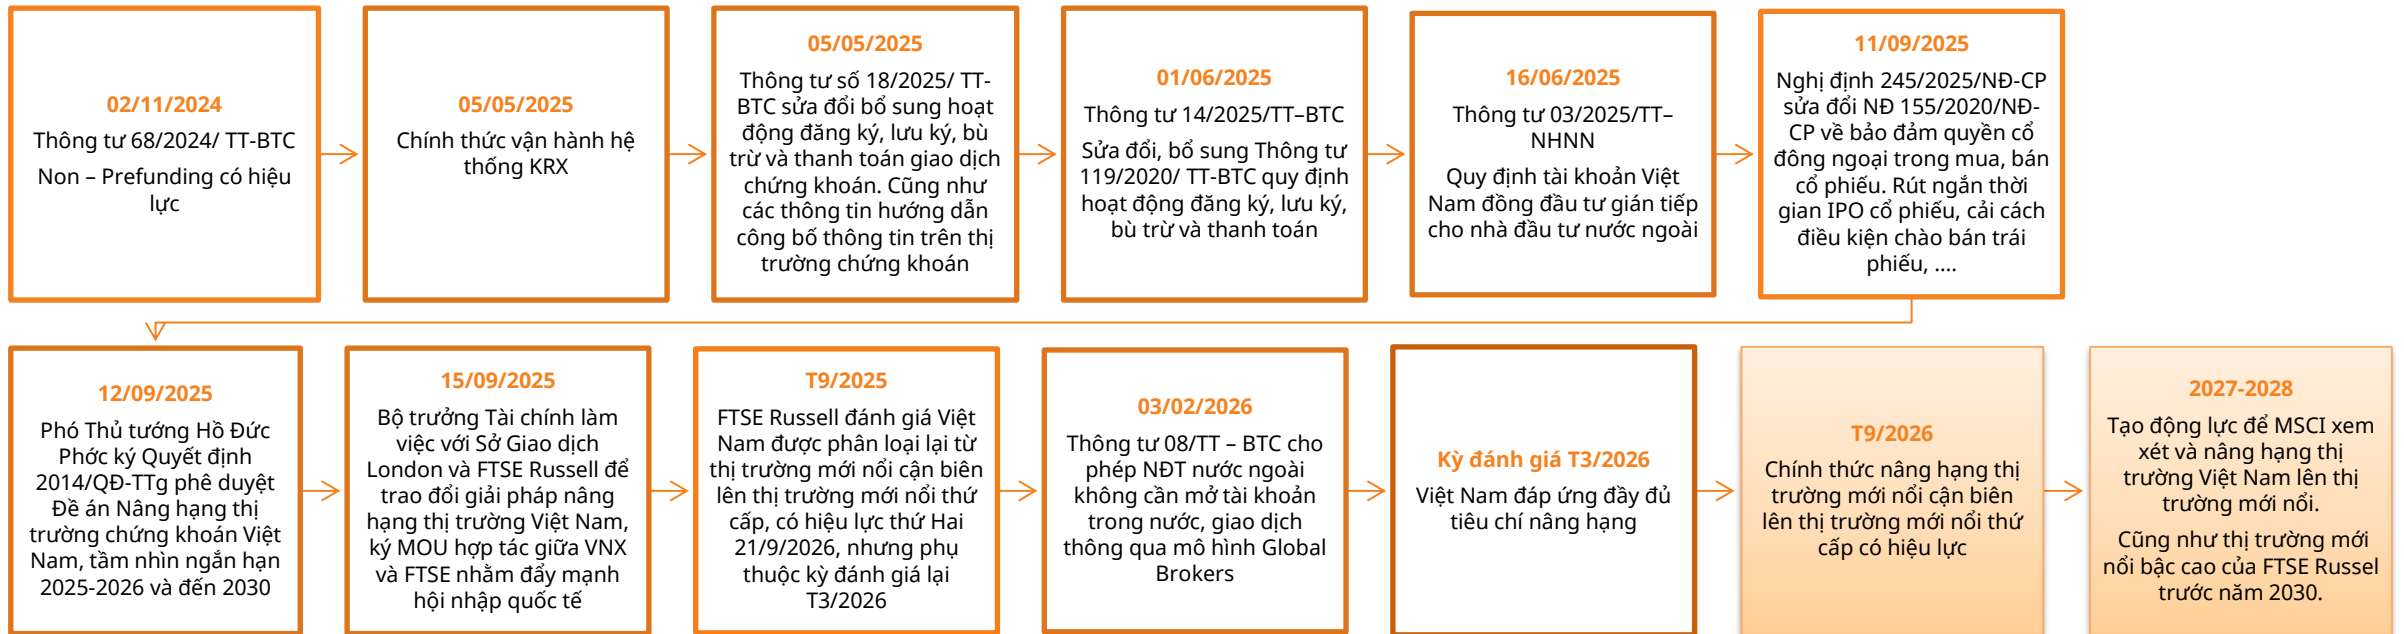 02/11/2024
Thông tư 68/2024/ TT-BTC
Non – Prefunding có hiệu
lực
05/05/2025
Chính thức vận hành hệ
thống KRX
05/05/2025
Thông tư số 18/2025/ TT-
BTC sửa đổi bổ sung hoạt
động đăng ký, lưu ký, bù
trừ và thanh toán giao dịch
chứng khoán. Cũng như
các thông tin hướng dẫn
công bố thông tin trên thị
trường chứng khoán
01/06/2025
Thông tư 14/2025/TT–BTC
Sửa đổi, bổ sung Thông tư
119/2020/ TT-BTC quy định
hoạt động đăng ký, lưu ký,
bù trừ và thanh toán
16/06/2025
Thông tư 03/2025/TT–
NHNN
Quy định tài khoản Việt
Nam đồng đầu tư gián tiếp
cho nhà đầu tư nước ngoài
11/09/2025
Nghị định 245/2025/NĐ-CP
sửa đổi NĐ 155/2020/NĐ-
CP về bảo đảm quyền cổ
đông ngoại trong mua, bán
cổ phiếu. Rút ngắn thời
gian IPO cổ phiếu, cải cách
điều kiện chào bán trái
phiếu, ....
12/09/2025
Phó Thủ tướng Hồ Đức
Phớc ký Quyết định
2014/QĐ-TTg phê duyệt
Đề án Nâng hạng thị
trường chứng khoán Việt
Nam, tầm nhìn ngắn hạn
2025-2026 và đến 2030
15/09/2025
Bộ trưởng Tài chính làm
việc với Sở Giao dịch
London và FTSE Russell để
trao đổi giải pháp nâng
hạng thị trường Việt Nam,
ký MOU hợp tác giữa VNX
và FTSE nhằm đẩy mạnh
hội nhập quốc tế
T9/2025
FTSE Russell đánh giá Việt
Nam được phân loại lại từ
thị trường mới nổi cận biên
lên thị trường mới nổi thứ
cấp, có hiệu lực thứ Hai
21/9/2026, nhưng phụ
thuộc kỳ đánh giá lại
T3/2026
03/02/2026
Thông tư 08/TT – BTC cho
phép NĐT nước ngoài
không cần mở tài khoản
trong nước, giao dịch
thông qua mô hình Global
Brokers
Kỳ đánh giá T3/2026
Việt Nam đáp ứng đầy đủ
tiêu chí nâng hạng
T9/2026
Chính thức nâng hạng thị
trường mới nổi cận biên
lên thị trường mới nổi thứ
cấp có hiệu lực
2027-2028
Tạo động lực để MSCI xem
xét và nâng hạng thị
trường Việt Nam lên thị
trường mới nổi.
Cũng như thị trường mới
nổi bậc cao của FTSE Russel
trước năm 2030.